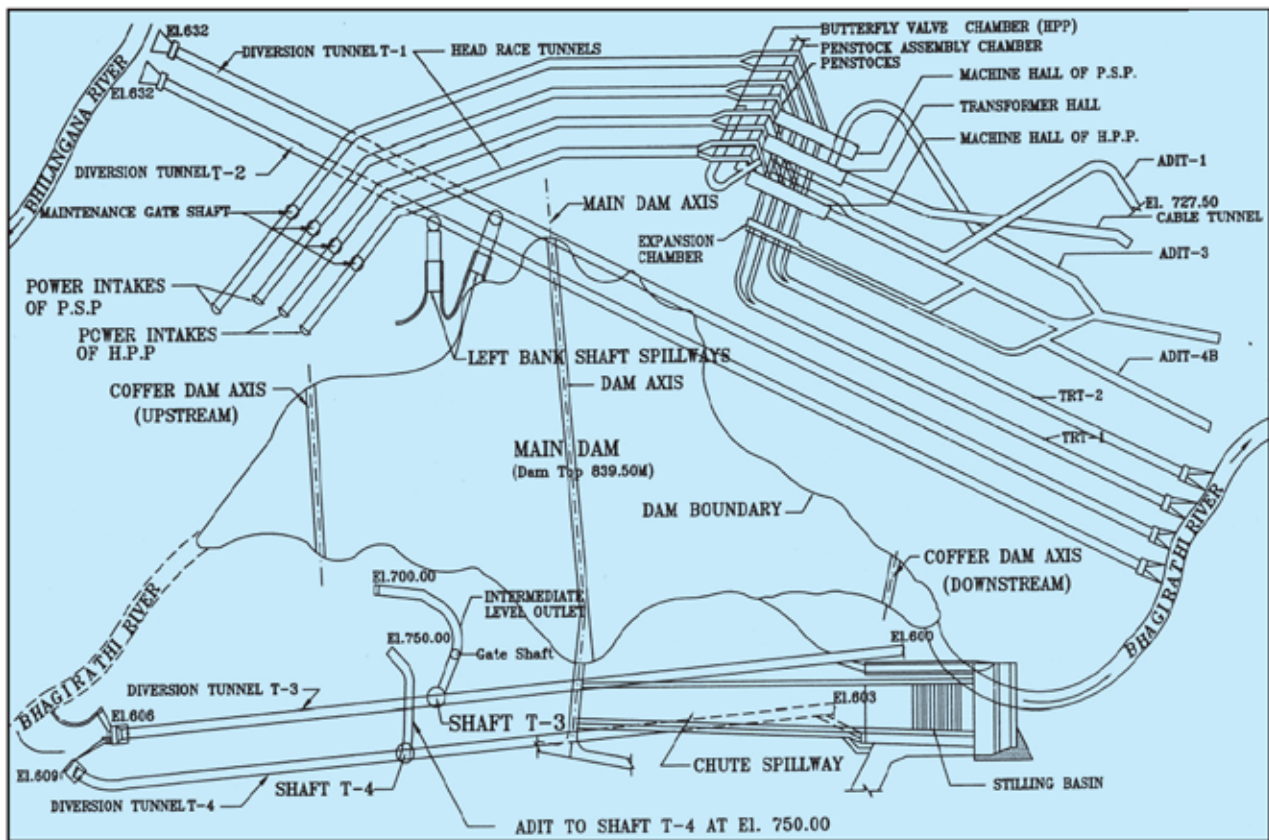 El.632
DIVERSION TUNNEL T-1
HEAD RACE TUNNELS
BUTTERFLY VALVE CHAMBER (HPP)
PENSTOCK ASSEMBLY CHAMBER
PENSTOCKS
MACHINE HALL OF P.S.P.
TRANSFORMER HALL
MACHINE HALL OF H.P.P.
BHILANGANA RIVER
El.632
DIVERSION TUNNEL T-2
ADIT-1
El. 727.50
CABLE TUNNEL
MAINTENANCE GATE SHAFT
MAIN DAM AXIS
EXPANSION
CHAMBER
ADIT-3
POWER INTAKES
OF P.S.P
POWER INTAKES
OF H.P.P
LEFT BANK SHAFT SPILLWAYS
ADIT-4B
COFFER DAM AXIS
(UPSTREAM)
DAM AXIS
TRT-2
TRT-1
MAIN DAM
(Dam Top 839.50M)
DAM BOUNDARY
COFFER DAM AXIS
(DOWNSTREAM)
BHAGIRATHI RIVER
El.700.00
INTERMEDIATE
LEVEL OUTLET
El.750.00
Gate Shaft
El.600
BHAGIRATHI RIVER
DIVERSION TUNNEL T-3
El.606
SHAFT T-3
El.603
El.609
DIVERSION TUNNEL T-4
SHAFT T-4
CHUTE SPILLWAY
STILLING BASIN
ADIT TO SHAFT T-4 AT El. 750.00